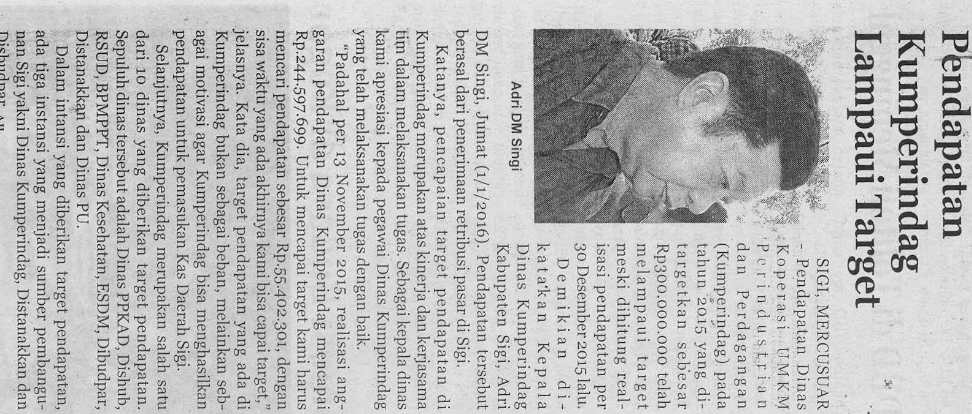 Pendapatan
Kumperindag
Lampaui Target
Adri DM Singi
SIGI, MERCUSUAR
- Pendapatan Dinas
Koperasi UMKM
Perindustrian
dan Perdagangan
(Kumperindag) pada
tahun 2015 yang di-
targetkan sebesar
Rp300.000.000 telah
melampaui target
meski dihitung real-
isasi pendapatan per
30 Desember 2015 lalu.
Demikian di-
katakan Kepala
Dinas Kumperindag
Kabupaten Sigi, Adri
DM Singi, Jumat (1/1/2016). Pendapatan tersebut
berasal dari penerimaan retribusi pasar di Sigi.
Katanya, pencapaian target pendapatan di
Kumperindag merupakan atas kinerja dan kerjasama
tim dalam melaksanakan tugas. Sebagai kepala dinas
kami apresiasi kepada pegawai Dinas Kumperindag
yang telah melaksanakan tugas dengan baik.
“Padahal per 13 November 2015, realisasi ang-
garan pendapatan Dinas Kumperindag mencapai
Rp.244.597.699. Untuk mencapai target kami harus
mencari pendapatan sebesar Rp.55.402.301, dengan
sisa waktu yang ada akhirnya kami bisa capai target,”
jelasnya. Kata dia, target pendapatan yang ada di
Kumperindag bukan sebagai beban, melainkan seb-
agai motivasi agar Kumperindag bisa menghasilkan
pendapatan untuk pemasukan Kas Daerah Sigi.
Selanjutnya, Kumperindag merupakan salah satu
dari 10 dinas yang diberikan target pendapatan.
Sepuluh dinas tersebut adalah Dinas PPKAD, Dishub,
RSUD, BPMPPT, Dinas Kesehatan, ESDM, Dibudpar,
Distanakkan dan Dinas PU.
Dalam intansi yang diberikan target pendapatan,
ada tiga instansi yang menjadi sumber pembangu-
nan Sigi yakni Dinas Kumperindag, Distanaklkan dan
Disbudpar. All